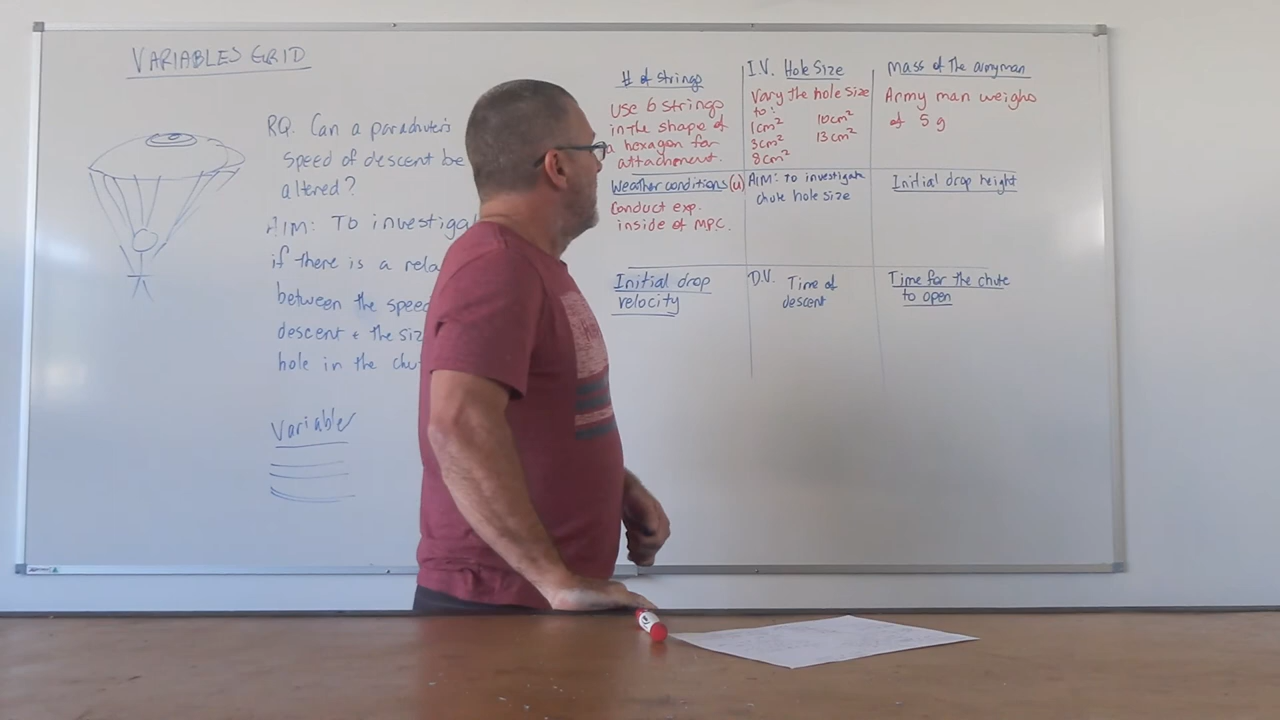 VARIABLES GRID
RQ. Can a parachuter's
speed of descent be
altered?
AIM: To investiga
if there is a rela
between the speed
descent + the siz
hole in the chu
Variables
# of strings
Use 6 strings
in the shape of
a hexagon for
attachment.
I.V. Hole Size
Vary the hole size
to:
1cm² 10cm²
3cm² 13cm²
8cm²
Mass of the armyman
Army man weighs
of 5 g
Weather conditions (u)
Conduct exp.
inside of MPC.
AIM: to investigate
chute hole size
Initial drop height
Initial drop
velocity
D.V. Time of
descent
Time for the chute
to open